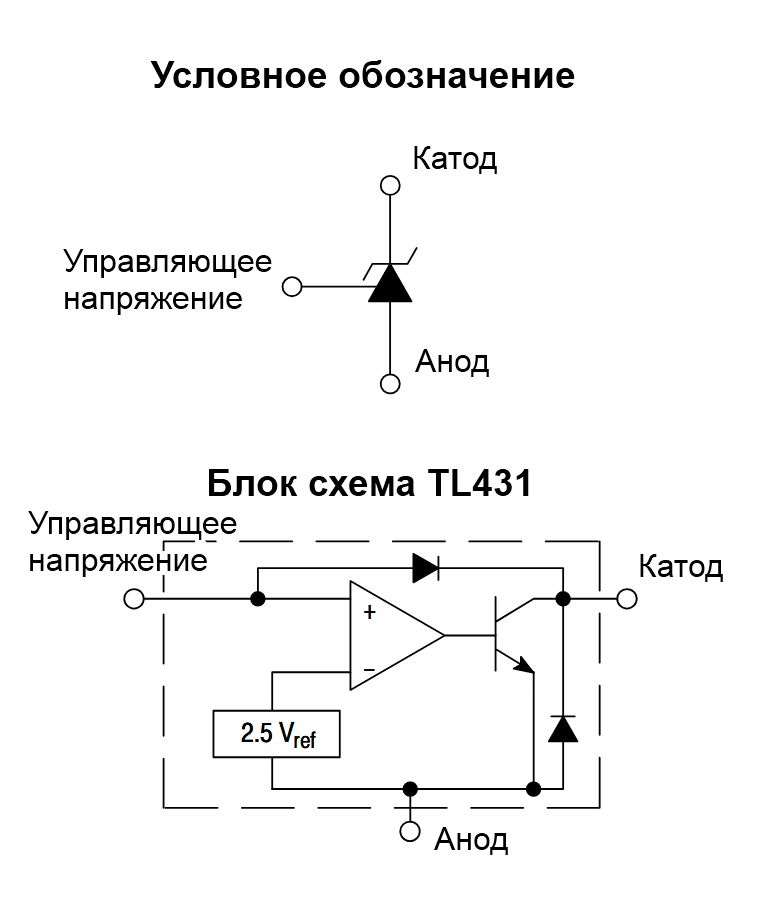 Условное обозначение
Катод
Управляющее
напряжение
Анод
Блок схема TL431
Управляющее
напряжение
Катод
+
−
2.5 Vref
Анод